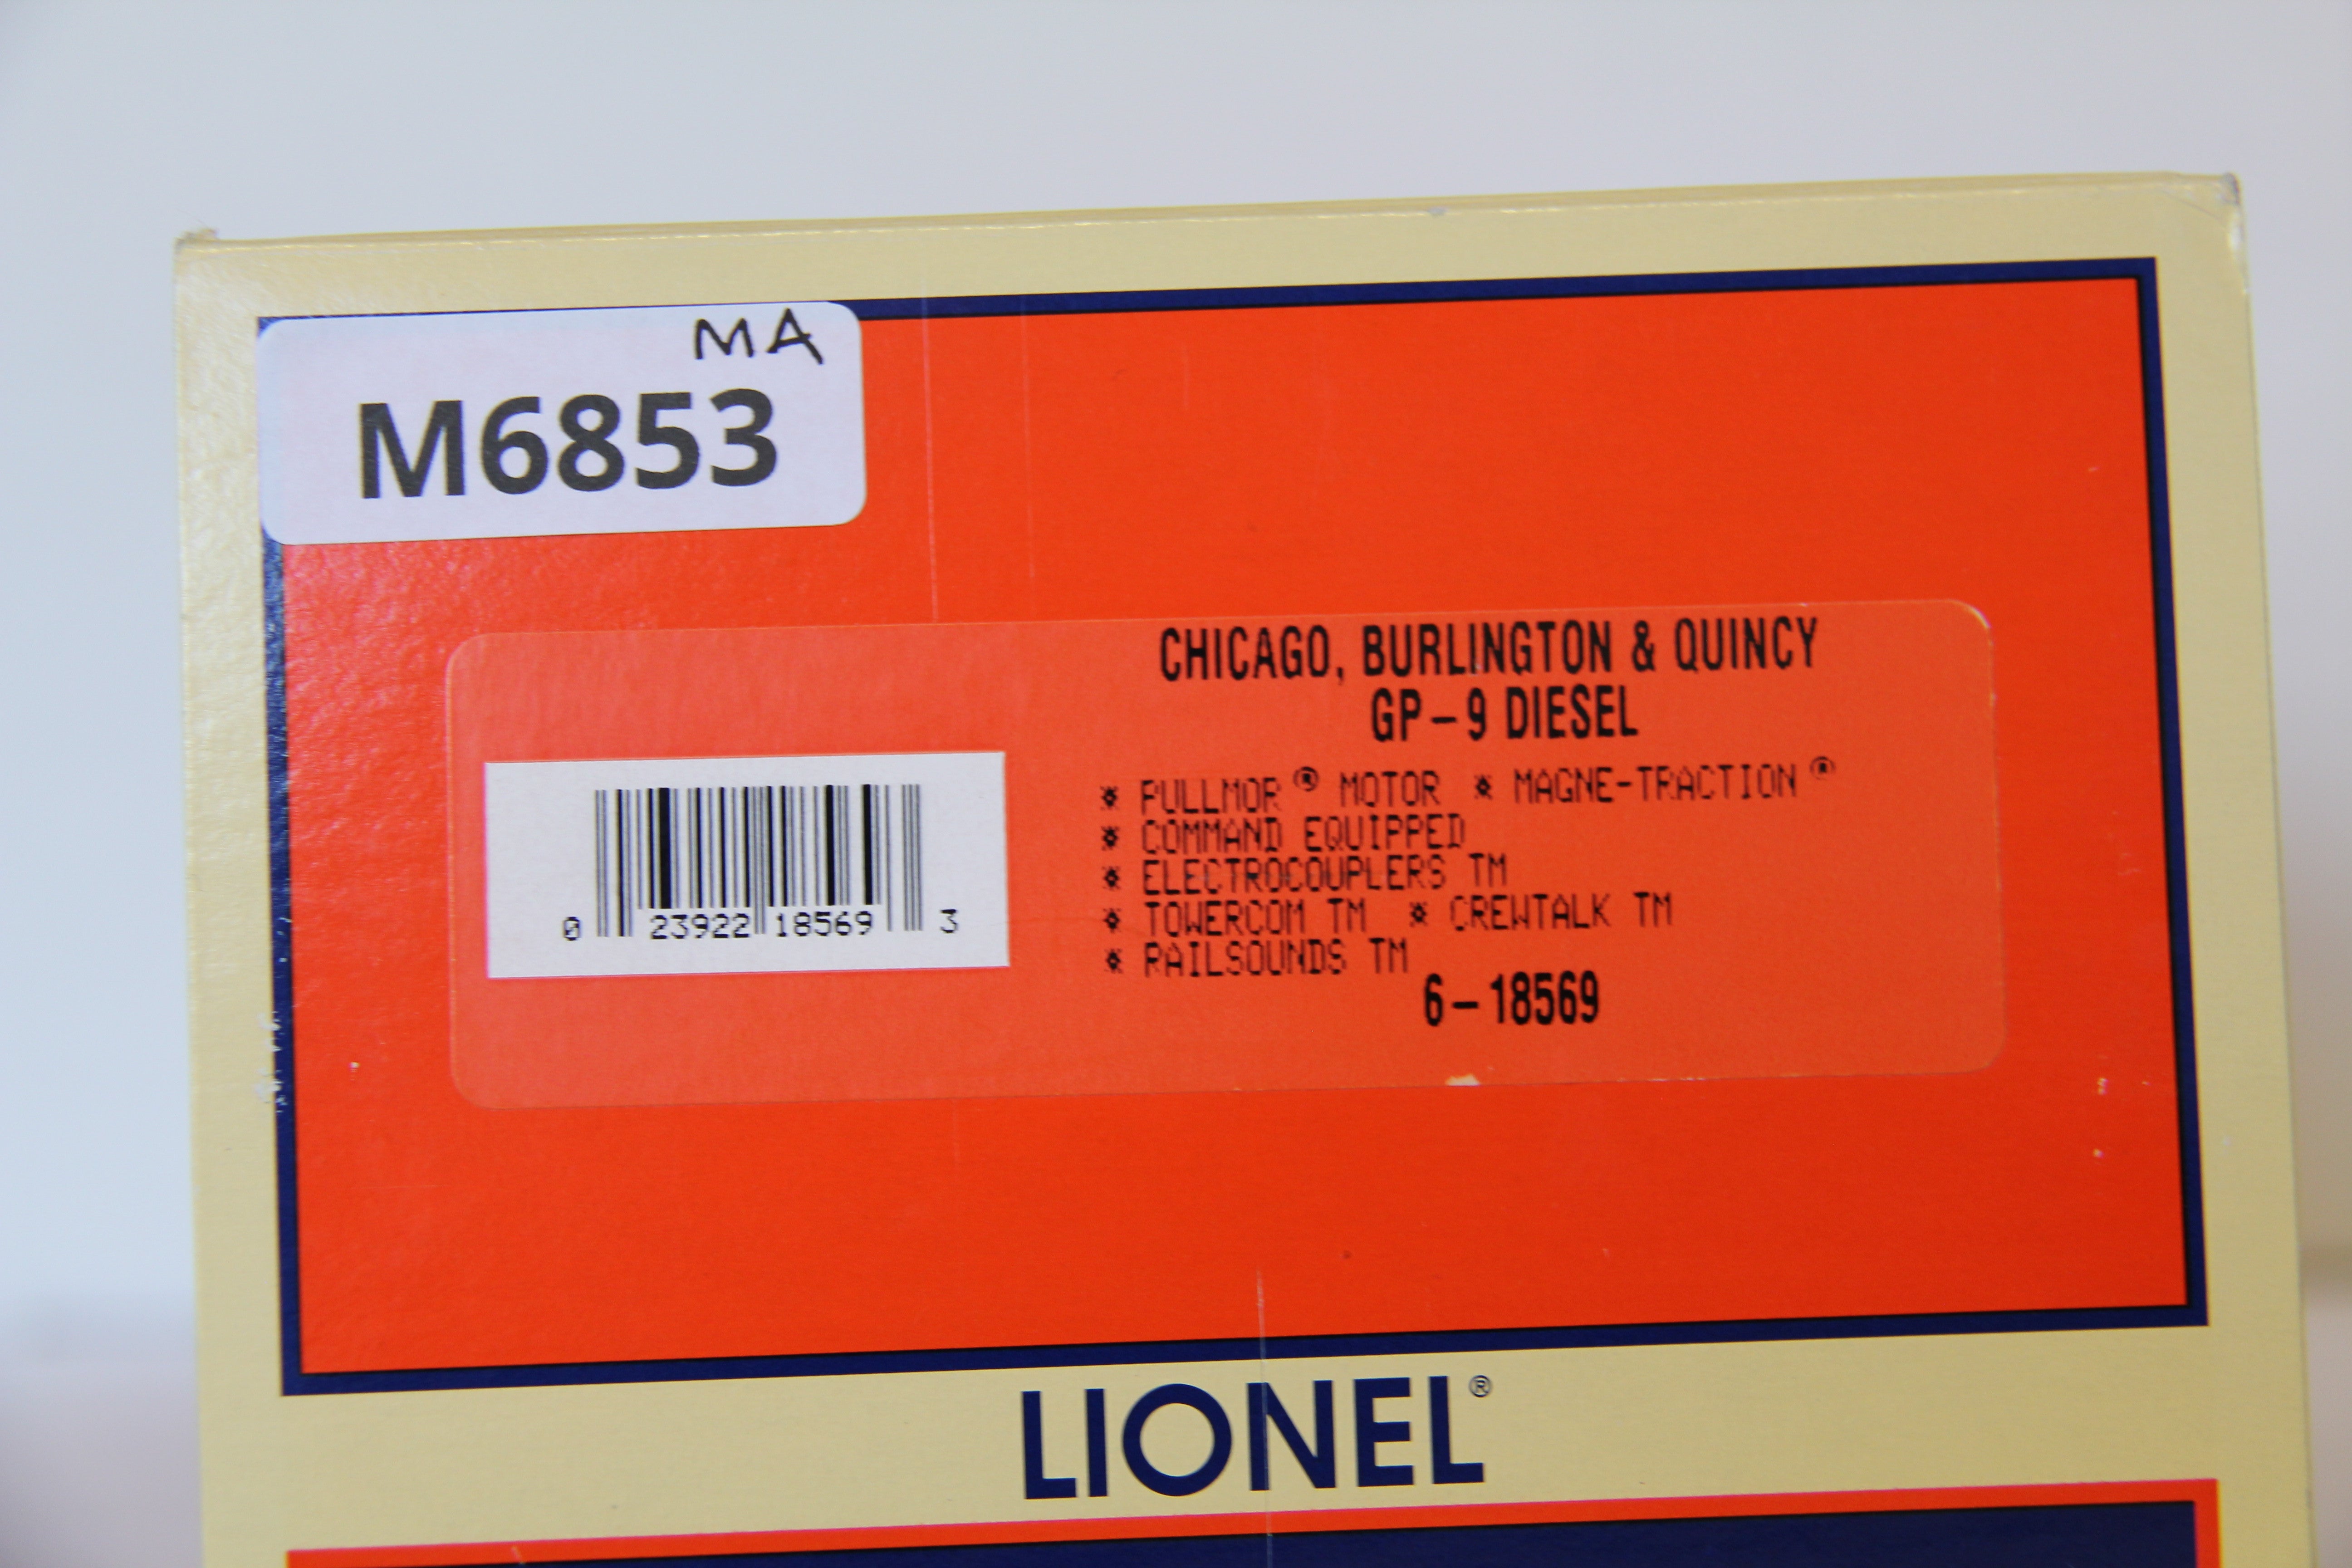 MA
M6853
CHICAGO, BURLINGTON & QUINCY
GP-9 DIESEL
* PULLMOR® MOTOR * MAGNE-TRACTION®
* COMMAND EQUIPPED
* ELECTROCOUPLERS TM
* TOWERCOM TM * CREWTALK TM
* RAILSOUNDS TM
6-18569
0 23922 18569 3
LIONEL®